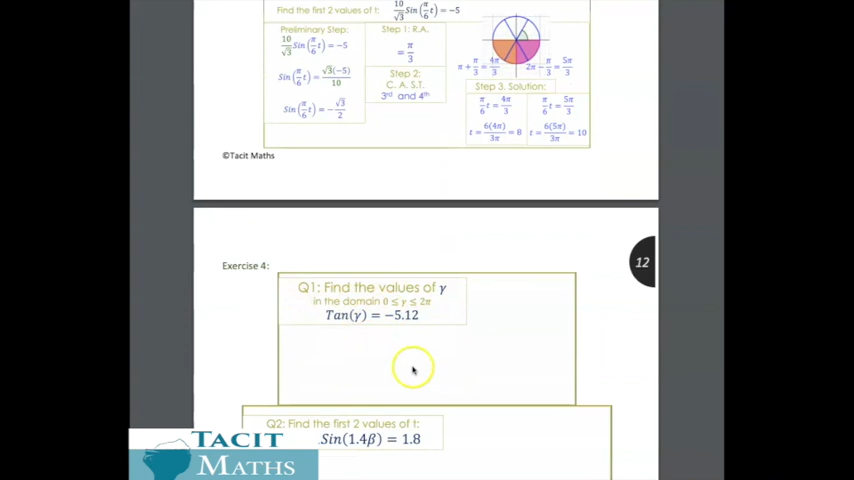 Find the first 2 values of t: 10/√3 Sin(π/6 t) = −5
Preliminary Step:
10/√3 Sin(π/6 t) = −5
Sin(π/6 t) = √3(−5)/10
Sin(π/6 t) = − √3/2
Step 1: R.A.
= π/3
Step 2:
C. A. S.T.
3rd and 4th
π + π/3 = 4π/3
2π − π/3 = 5π/3
Step 3. Solution:
π/6 t = 4π/3
t = 6(4π)/3π = 8
π/6 t = 5π/3
t = 6(5π)/3π = 10
©Tacit Maths
12
Exercise 4:
Q1: Find the values of γ
in the domain 0 ≤ γ ≤ 2π
Tan(γ) = −5.12
Q2: Find the first 2 values of t:
Sin(1.4β) = 1.8
TACIT
MATHS